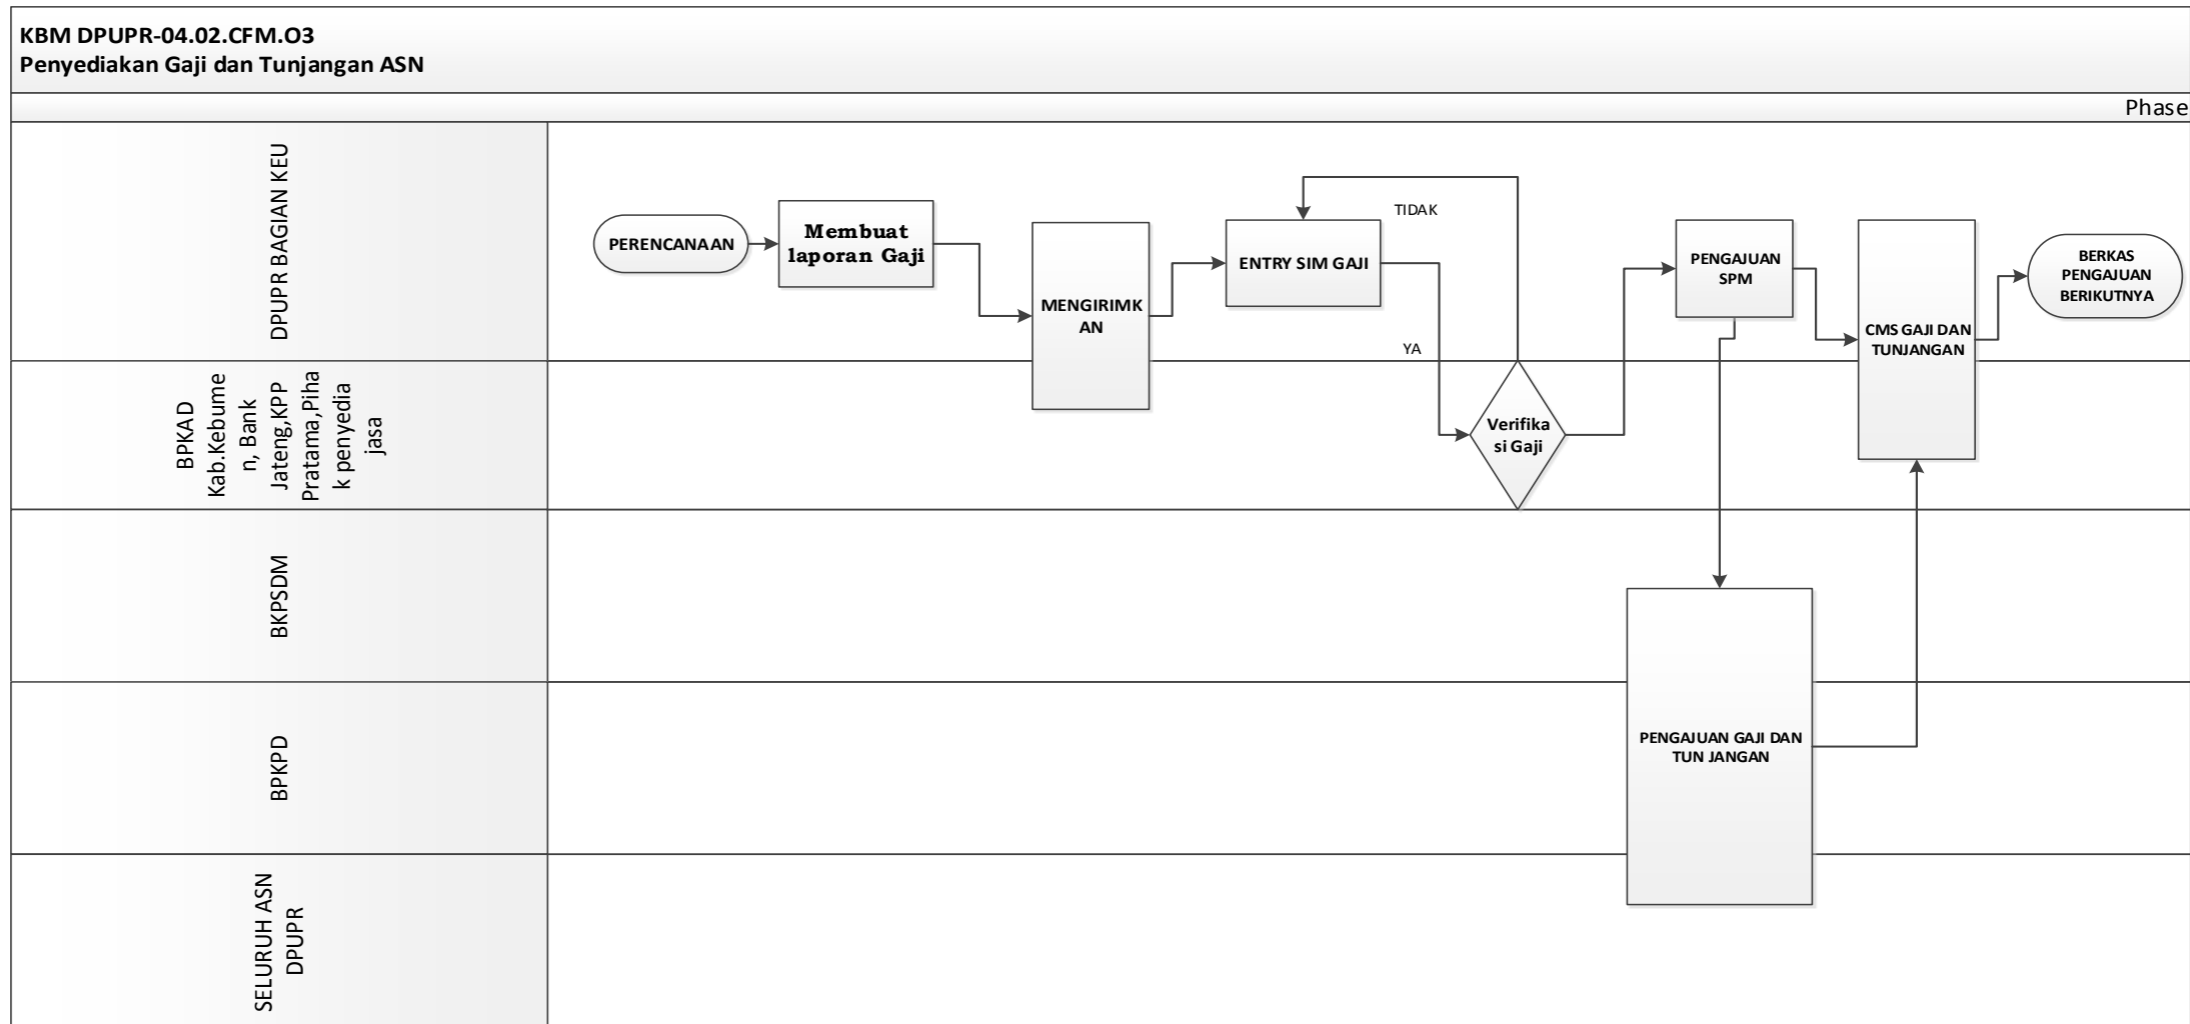 KBM DPUPR-04.02.CFM.O3
Penyediakan Gaji dan Tunjangan ASN
Phase
DPUPR BAGIAN KEU
PERENCANAAN
Membuat
laporan Gaji
MENGIRIMK
AN
ENTRY SIM GAJI
TIDAK
YA
PENGAJUAN
SPM
CMS GAJI DAN
TUNJANGAN
BERKAS
PENGAJUAN
BERIKUTNYA
BPKAD
Kab.Kebume
n, Bank
Jateng,KPP
Pratama,Piha
k penyedia
jasa
Verifika
si Gaji
BKPSDM
BPKPD
PENGAJUAN GAJI DAN
TUN JANGAN
SELURUH ASN
DPUPR